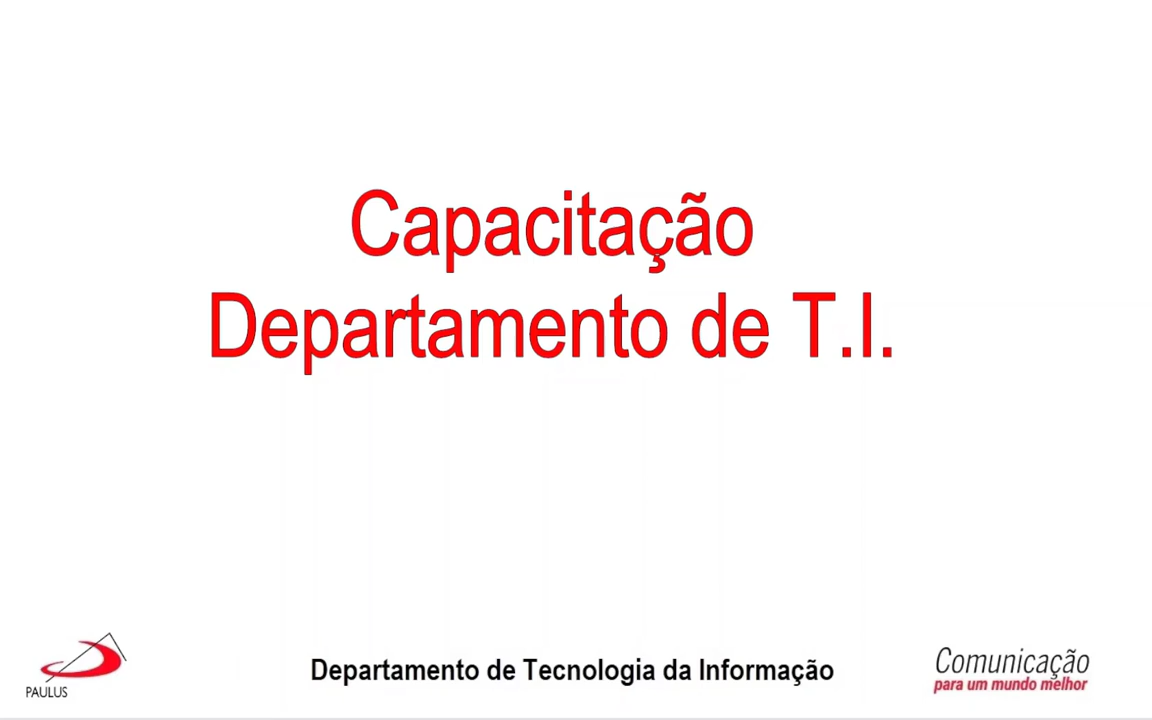 Capacitação
Departamento de T.I.
PAULUS
Departamento de Tecnologia da Informação
Comunicação
para um mundo melhor